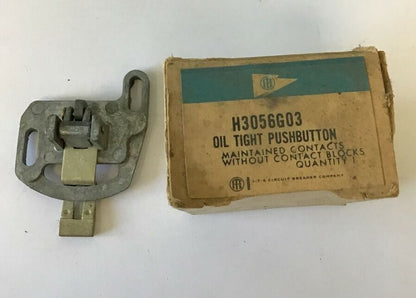 ITE
H3056G03
OIL TIGHT PUSHBUTTON
MAINTAINED CONTACTS
WITHOUT CONTACT BLOCKS
QUANTITY 1
ITE
I-T-E CIRCUIT BREAKER COMPANY